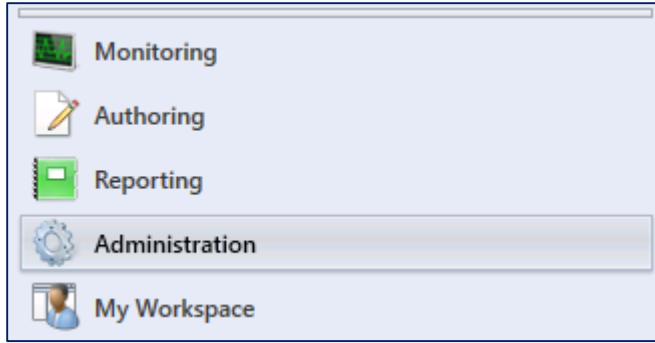 Monitoring
Authoring
Reporting
Administration
My Workspace